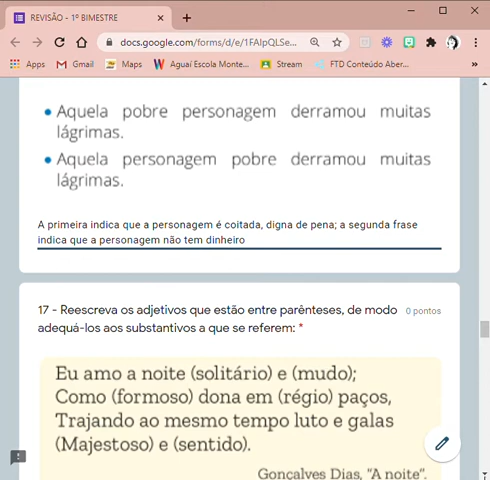 REVISÃO - 1º BIMESTRE
docs.google.com/forms/d/e/1FAIpQLSe...
Apps Gmail Maps Aguaí Escola Monte... Stream FTD Conteúdo Aber... »
• Aquela pobre personagem derramou muitas
lágrimas.
• Aquela personagem pobre derramou muitas
lágrimas.
A primeira indica que a personagem é coitada, digna de pena; a segunda frase
indica que a personagem não tem dinheiro
17 - Reescreva os adjetivos que estão entre parênteses, de modo 0 pontos
adequá-los aos substantivos a que se referem: *
Eu amo a noite (solitário) e (mudo);
Como (formoso) dona em (régio) paços,
Trajando ao mesmo tempo luto e galas
(Majestoso) e (sentido).
Gonçalves Dias, "A noite".